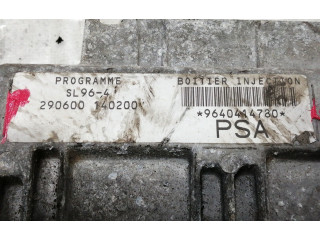 PROGRAMME
SL96-4
290600 140200
BOITIER INJECTION
*9640414780*
PSA